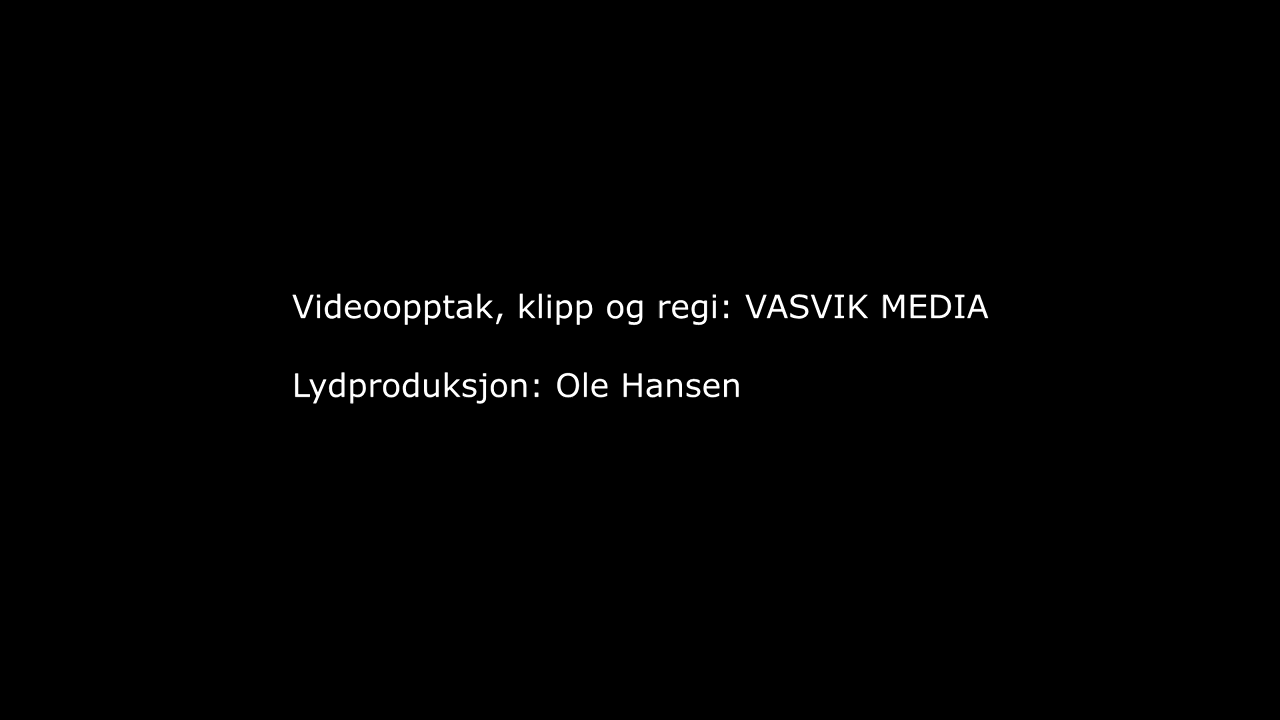 Videoopptak, klipp og regi: VASVIK MEDIA
Lydproduksjon: Ole Hansen